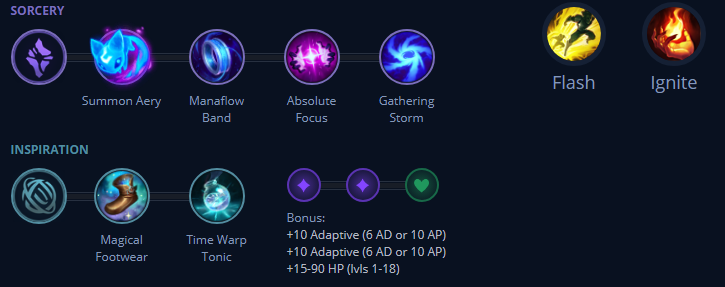 SORCERY
Summon Aery
Manaflow
Band
Absolute
Focus
Gathering
Storm
Flash
Ignite
INSPIRATION
Magical
Footwear
Time Warp
Tonic
Bonus:
+10 Adaptive (6 AD or 10 AP)
+10 Adaptive (6 AD or 10 AP)
+15-90 HP (lvls 1-18)